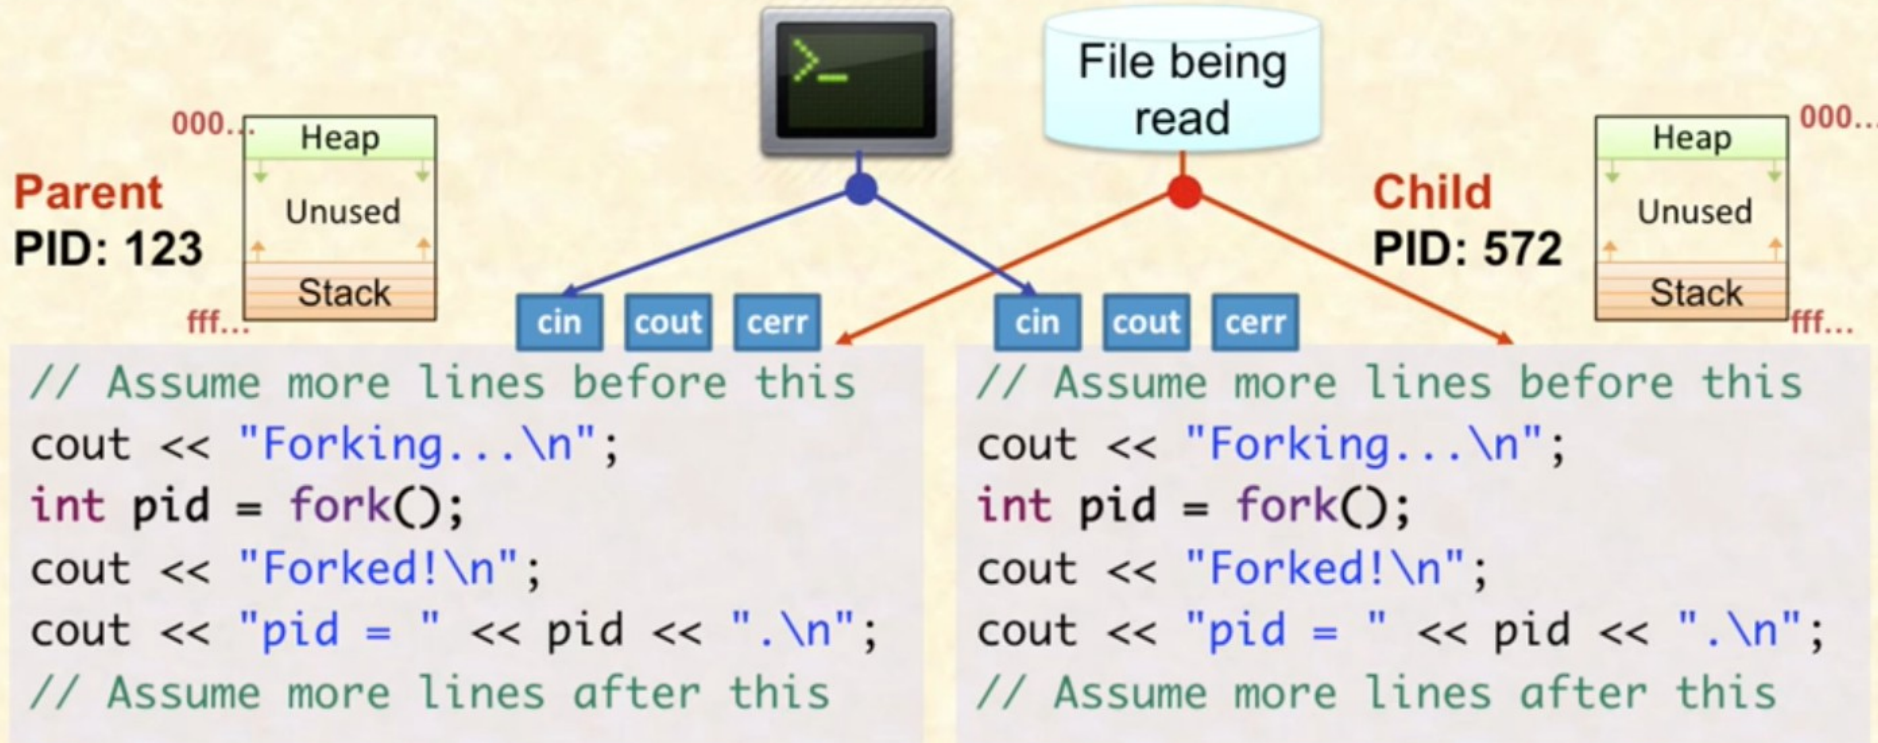 >_
File being
read
000...
Heap
Unused
Stack
fff...
Parent
PID: 123
Child
PID: 572
Heap
000...
Unused
Stack
fff...
cin
cout
cerr
cin
cout
cerr
// Assume more lines before this
cout << "Forking...\n";
int pid = fork();
cout << "Forked!\n";
cout << "pid = " << pid << ".\n";
// Assume more lines after this
// Assume more lines before this
cout << "Forking...\n";
int pid = fork();
cout << "Forked!\n";
cout << "pid = " << pid << ".\n";
// Assume more lines after this